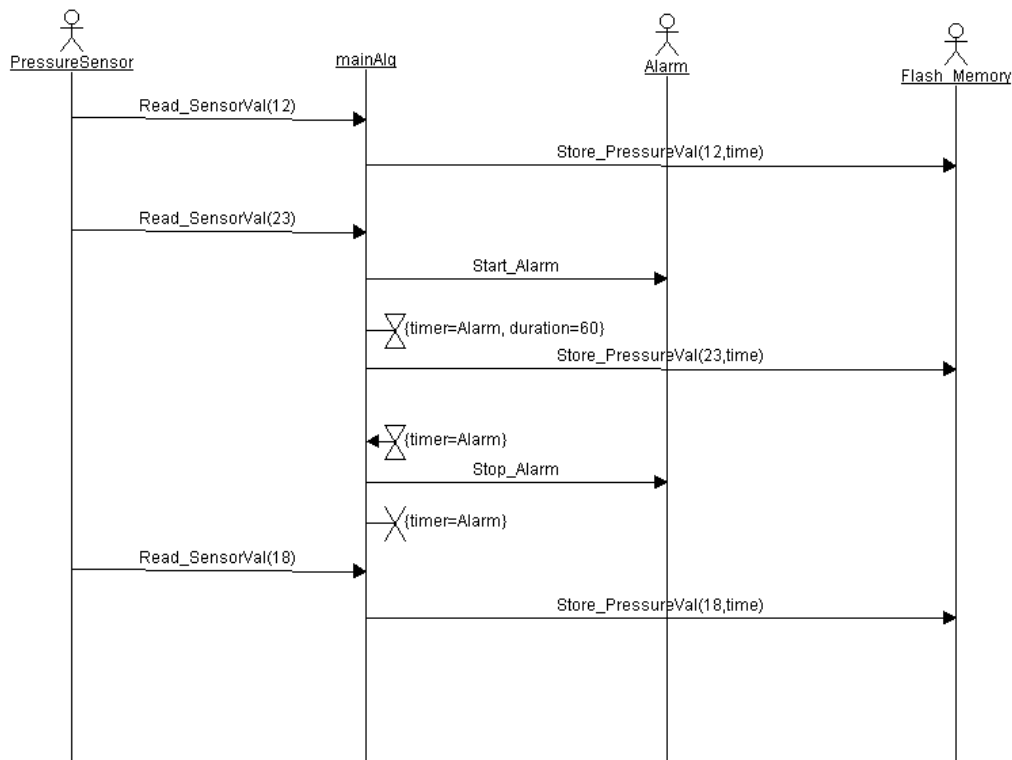 PressureSensor
mainAlg
Alarm
Flash_Memory
Read_SensorVal(12)
Store_PressureVal(12,time)
Read_SensorVal(23)
Start_Alarm
{timer=Alarm, duration=60}
Store_PressureVal(23,time)
{timer=Alarm}
Stop_Alarm
{timer=Alarm}
Read_SensorVal(18)
Store_PressureVal(18,time)